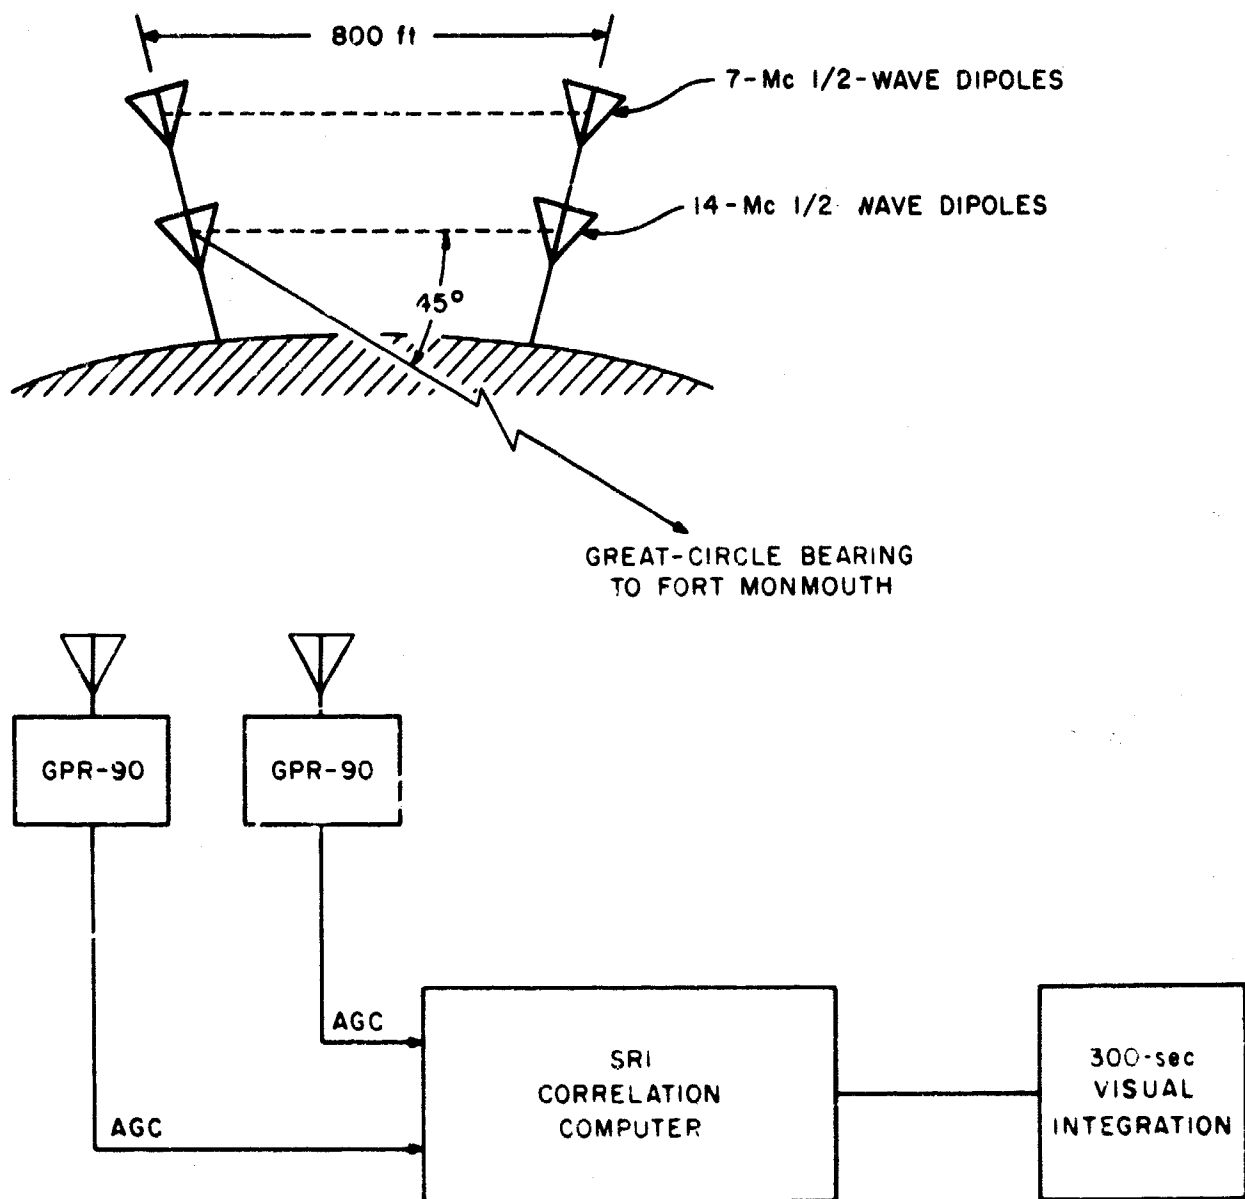 800 ft
7-Mc 1/2-WAVE DIPOLES
14-Mc 1/2 WAVE DIPOLES
45°
GREAT-CIRCLE BEARING
TO FORT MONMOUTH
GPR-90
GPR-90
AGC
AGC
SRI
CORRELATION
COMPUTER
300-sec
VISUAL
INTEGRATION